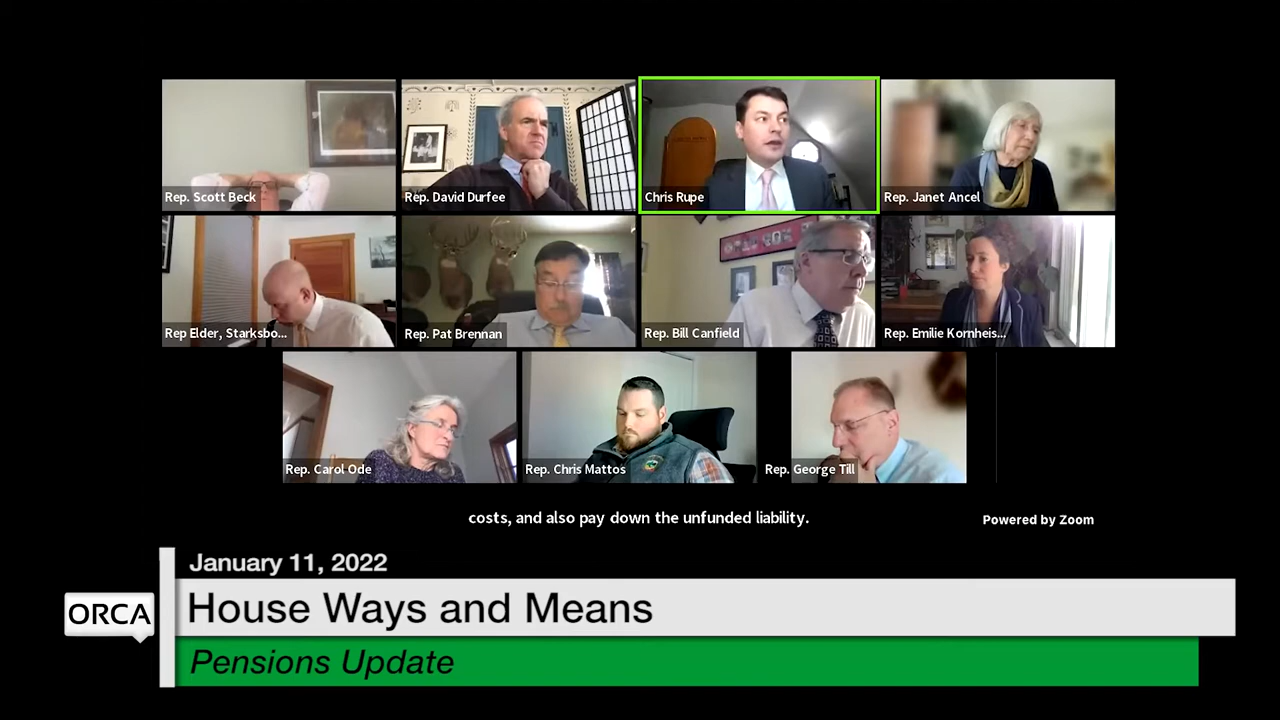 Rep. Scott Beck
Rep. David Durfee
Chris Rupe
Rep. Janet Ancel
Rep Elder, Starksbo...
Rep. Pat Brennan
Rep. Bill Canfield
Rep. Emilie Kornheis...
Rep. Carol Ode
Rep. Chris Mattos
Rep. George Till
costs, and also pay down the unfunded liability.
Powered by Zoom
January 11, 2022
ORCA
House Ways and Means
Pensions Update